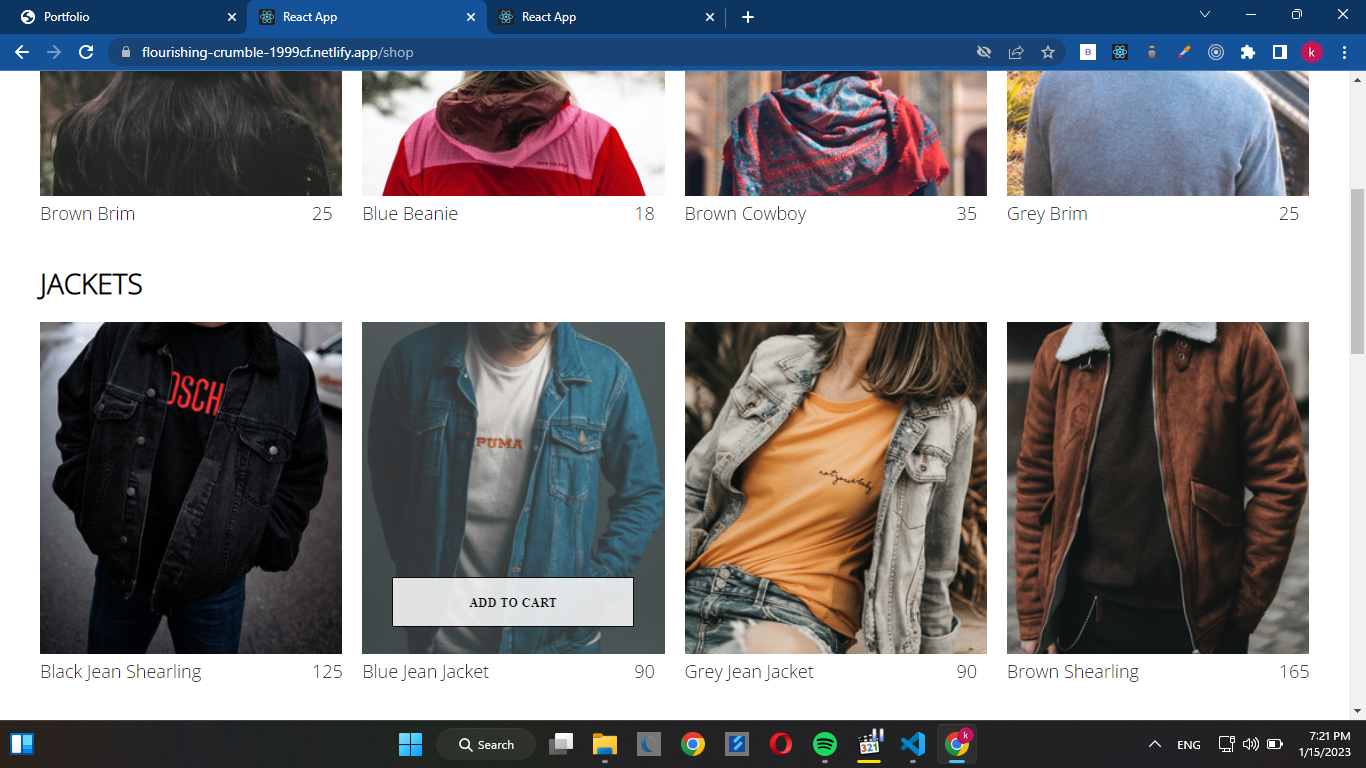 Portfolio
React App
React App
flourishing-crumble-1999cf.netlify.app/shop
B
k
Brown Brim 25
Blue Beanie 18
Brown Cowboy 35
Grey Brim 25
JACKETS
OSCH
PUMA
notyourbaby
ADD TO CART
Black Jean Shearling 125
Blue Jean Jacket 90
Grey Jean Jacket 90
Brown Shearling 165
Search
321
k
ENG
7:21 PM
1/15/2023